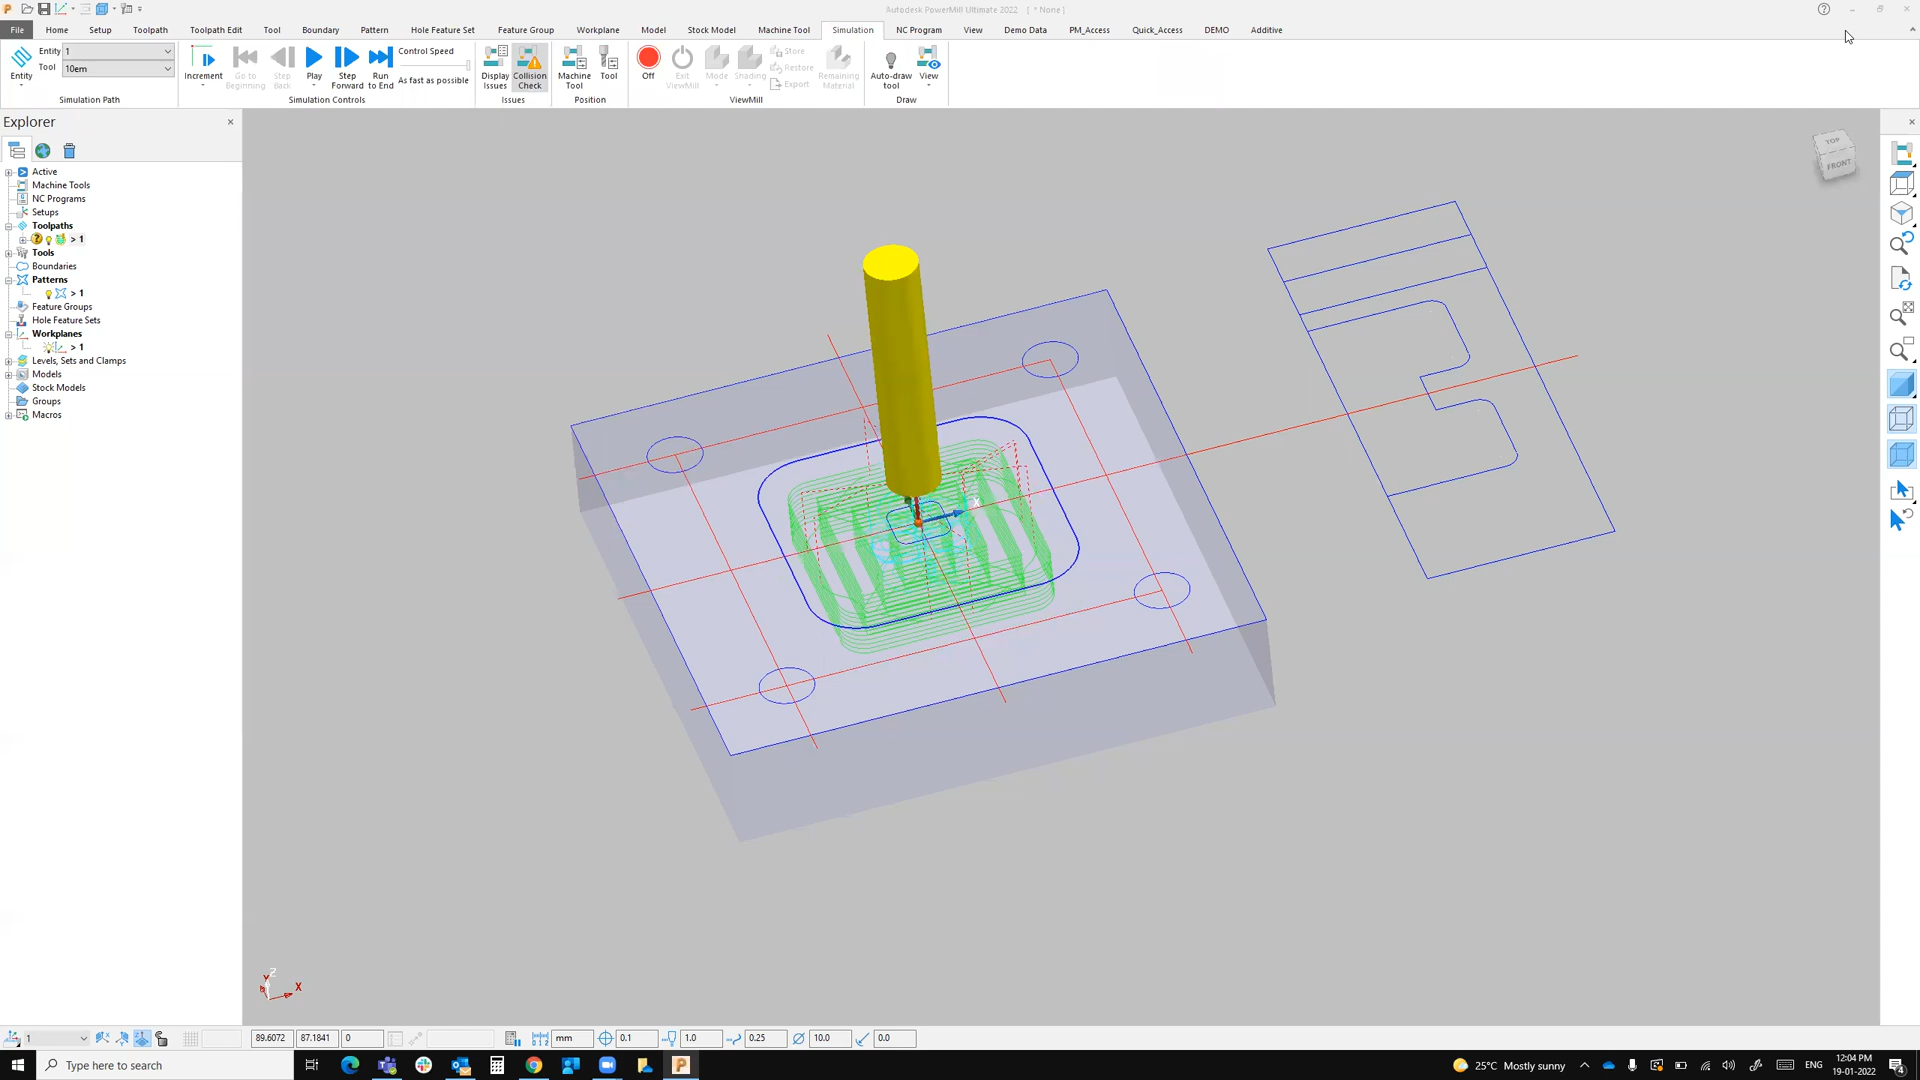 Autodesk PowerMill Ultimate 2022 [ * None ]
File Home Setup Toolpath Toolpath Edit Tool Boundary Pattern Hole Feature Set Feature Group Workplane Model Stock Model Machine Tool Simulation NC Program View Demo Data PM_Access Quick_Access DEMO Additive
Entity
Entity 1
Tool 10em
Simulation Path
Increment
Go to Beginning
Step Back
Play
Step Forward
Run to End
Control Speed
As fast as possible
Simulation Controls
Display Issues
Collision Check
Issues
Machine Tool
Tool
Position
Off
Exit ViewMill
Mode
Shading
Store
Restore
Export
Remaining Material
ViewMill
Auto-draw tool
View
Draw
Explorer
Active
Machine Tools
NC Programs
Setups
Toolpaths
> 1
Tools
Boundaries
Patterns
> 1
Feature Groups
Hole Feature Sets
Workplanes
> 1
Levels, Sets and Clamps
Models
Stock Models
Groups
Macros
TOP
FRONT
X
Z
Y
X
1
89.6072 87.1841 0 mm 0.1 1.0 0.25 10.0 0.0
Type here to search
25°C Mostly sunny
ENG
12:04 PM
19-01-2022
4